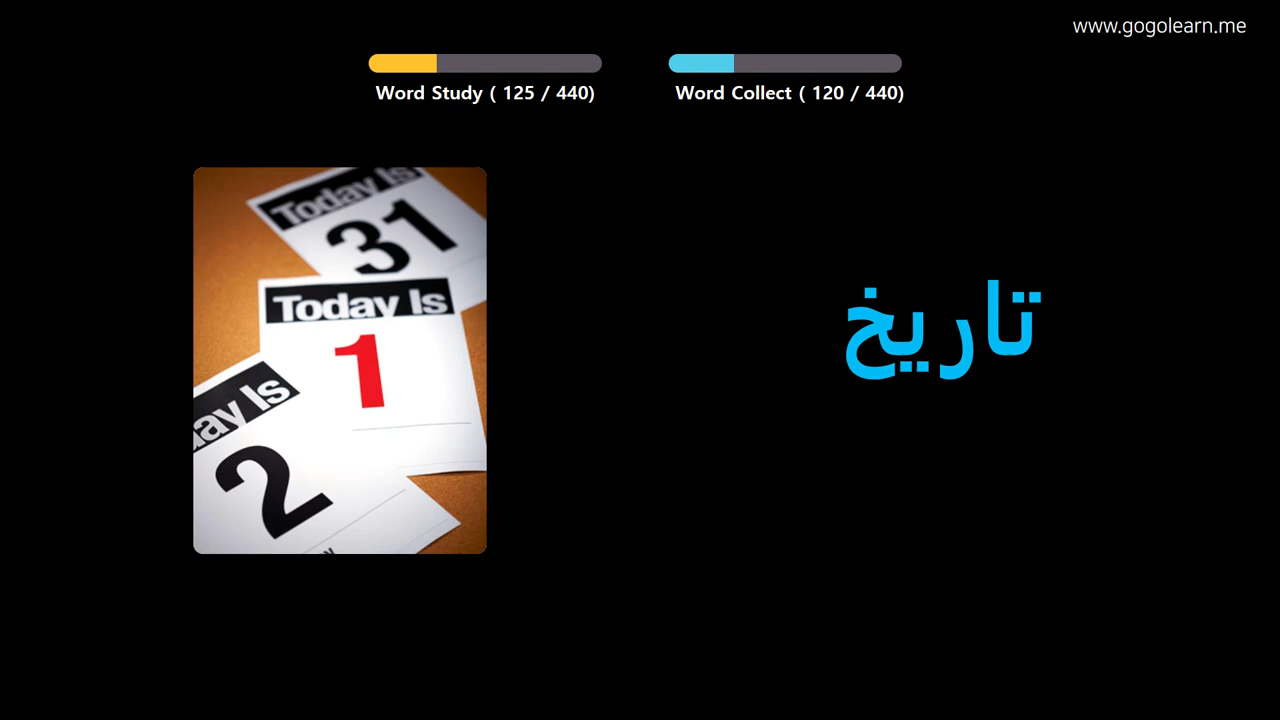 www.gogolearn.me
Word Study ( 125 / 440)
Word Collect ( 120 / 440)
Today Is
31
Today Is
1
ay Is
2
تاريخ